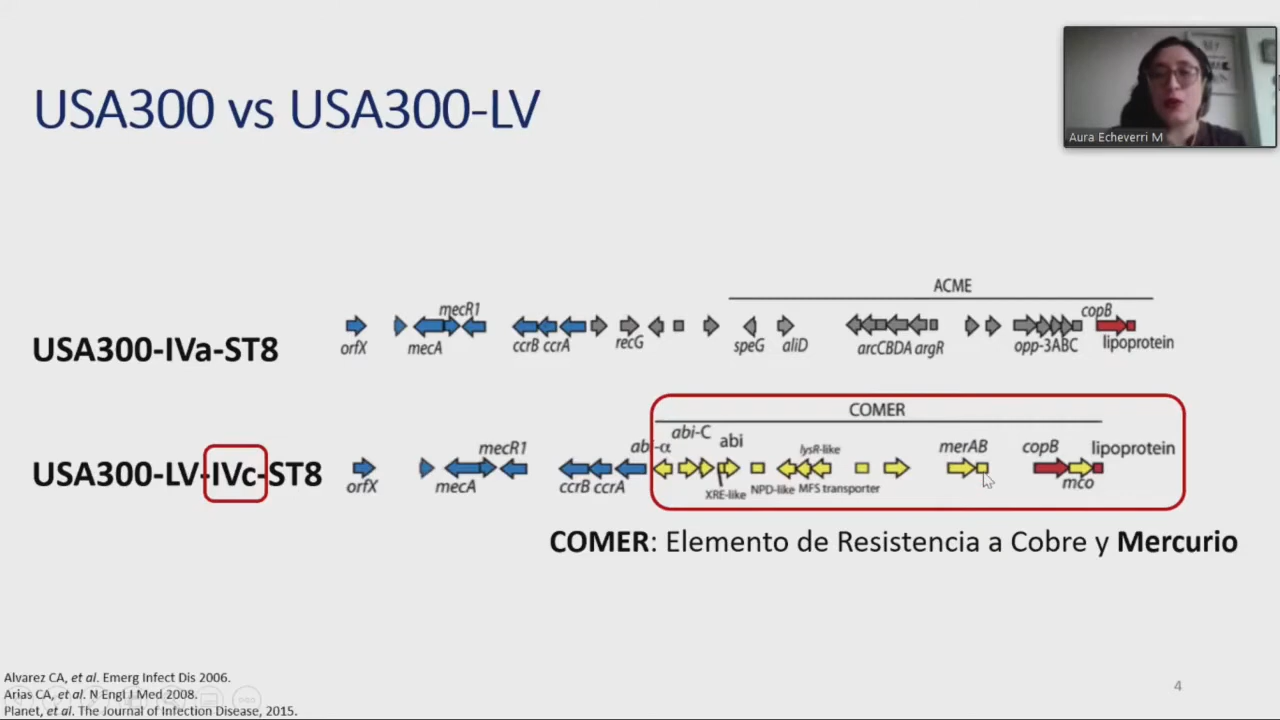 USA300 vs USA300-LV
Aura Echeverri M
ACME
mecR1
copB
USA300-IVa-ST8
orfX
mecA
ccrB ccrA
recG
speG
aliD
arcCBDA argR
opp-3ABC
lipoprotein
COMER
abi-C
abi-α
abi
lysR-like
mecR1
merAB
copB
lipoprotein
USA300-LV-IVc-ST8
orfX
mecA
ccrB ccrA
XRE-like
NPD-like
MFS transporter
mco
COMER: Elemento de Resistencia a Cobre y Mercurio
Alvarez CA, et al. Emerg Infect Dis 2006.
Arias CA, et al. N Engl J Med 2008.
Planet, et al. The Journal of Infection Disease, 2015.
4